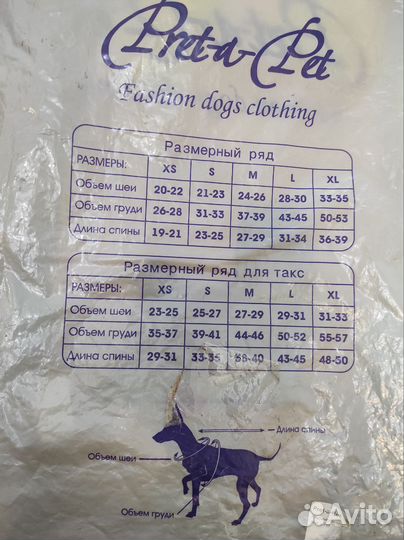 Pret-a-Pet
Fashion dogs clothing
Размерный ряд
РАЗМЕРЫ: XS S M L XL
Объем шеи 20-22 21-23 24-26 28-30 33-35
Объем груди 26-28 31-33 37-39 43-45 50-53
Длина спины 19-21 23-25 27-29 31-34 36-39
Размерный ряд для такс
РАЗМЕРЫ: XS S M L XL
Объем шеи 23-25 25-27 27-29 29-31 31-33
Объем груди 35-37 39-41 44-46 50-52 55-57
Длина спины 29-31 33-35 38-40 43-45 48-50
Длина спины
Объем шеи
Объем груди
Avito